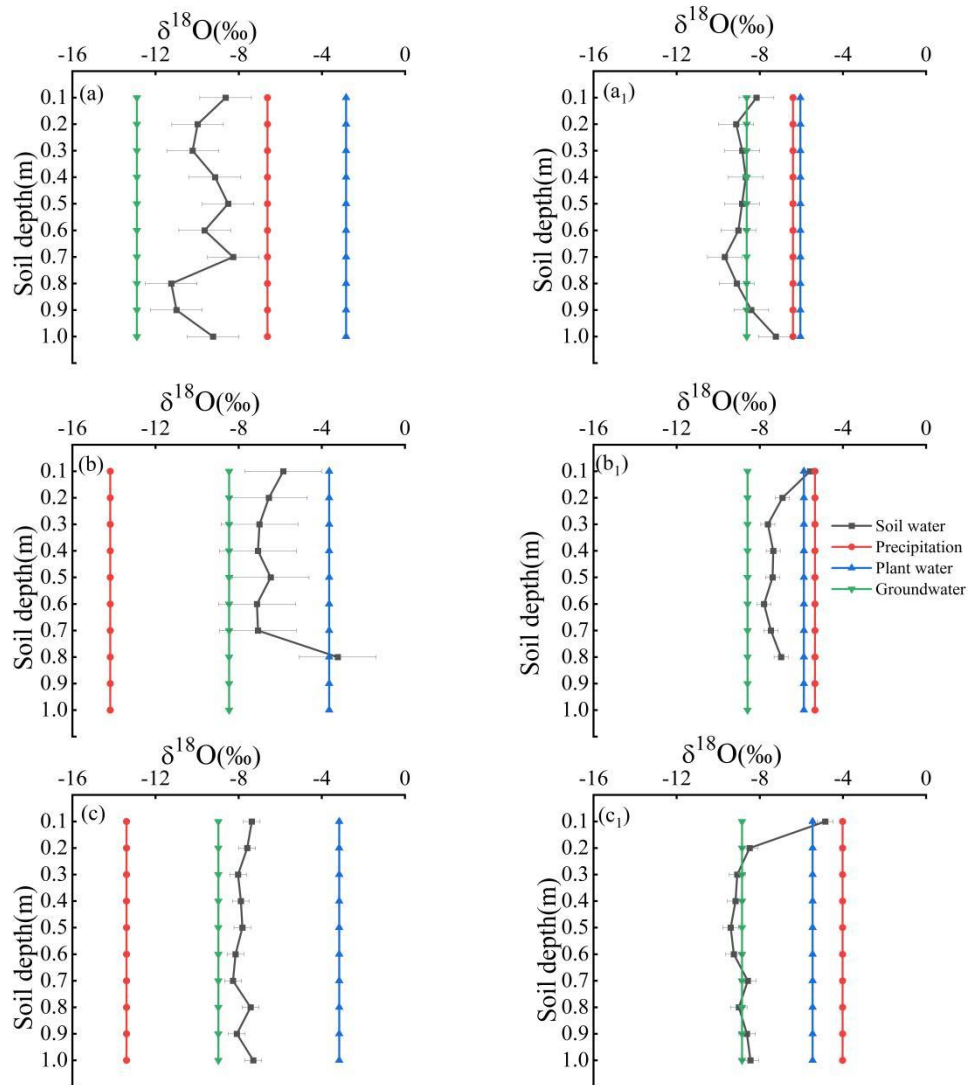 δ¹⁸O(‰)
-16 -12 -8 -4 0
(a)
Soil depth(m)
0.1
0.2
0.3
0.4
0.5
0.6
0.7
0.8
0.9
1.0
δ¹⁸O(‰)
-16 -12 -8 -4 0
(a₁)
Soil depth(m)
0.1
0.2
0.3
0.4
0.5
0.6
0.7
0.8
0.9
1.0
δ¹⁸O(‰)
-16 -12 -8 -4 0
(b)
Soil depth(m)
0.1
0.2
0.3
0.4
0.5
0.6
0.7
0.8
0.9
1.0
δ¹⁸O(‰)
-16 -12 -8 -4 0
(b₁)
Soil depth(m)
0.1
0.2
0.3
0.4
0.5
0.6
0.7
0.8
0.9
1.0
Soil water
Precipitation
Plant water
Groundwater
δ¹⁸O(‰)
-16 -12 -8 -4 0
(c)
Soil depth(m)
0.1
0.2
0.3
0.4
0.5
0.6
0.7
0.8
0.9
1.0
δ¹⁸O(‰)
-16 -12 -8 -4 0
(c₁)
Soil depth(m)
0.1
0.2
0.3
0.4
0.5
0.6
0.7
0.8
0.9
1.0